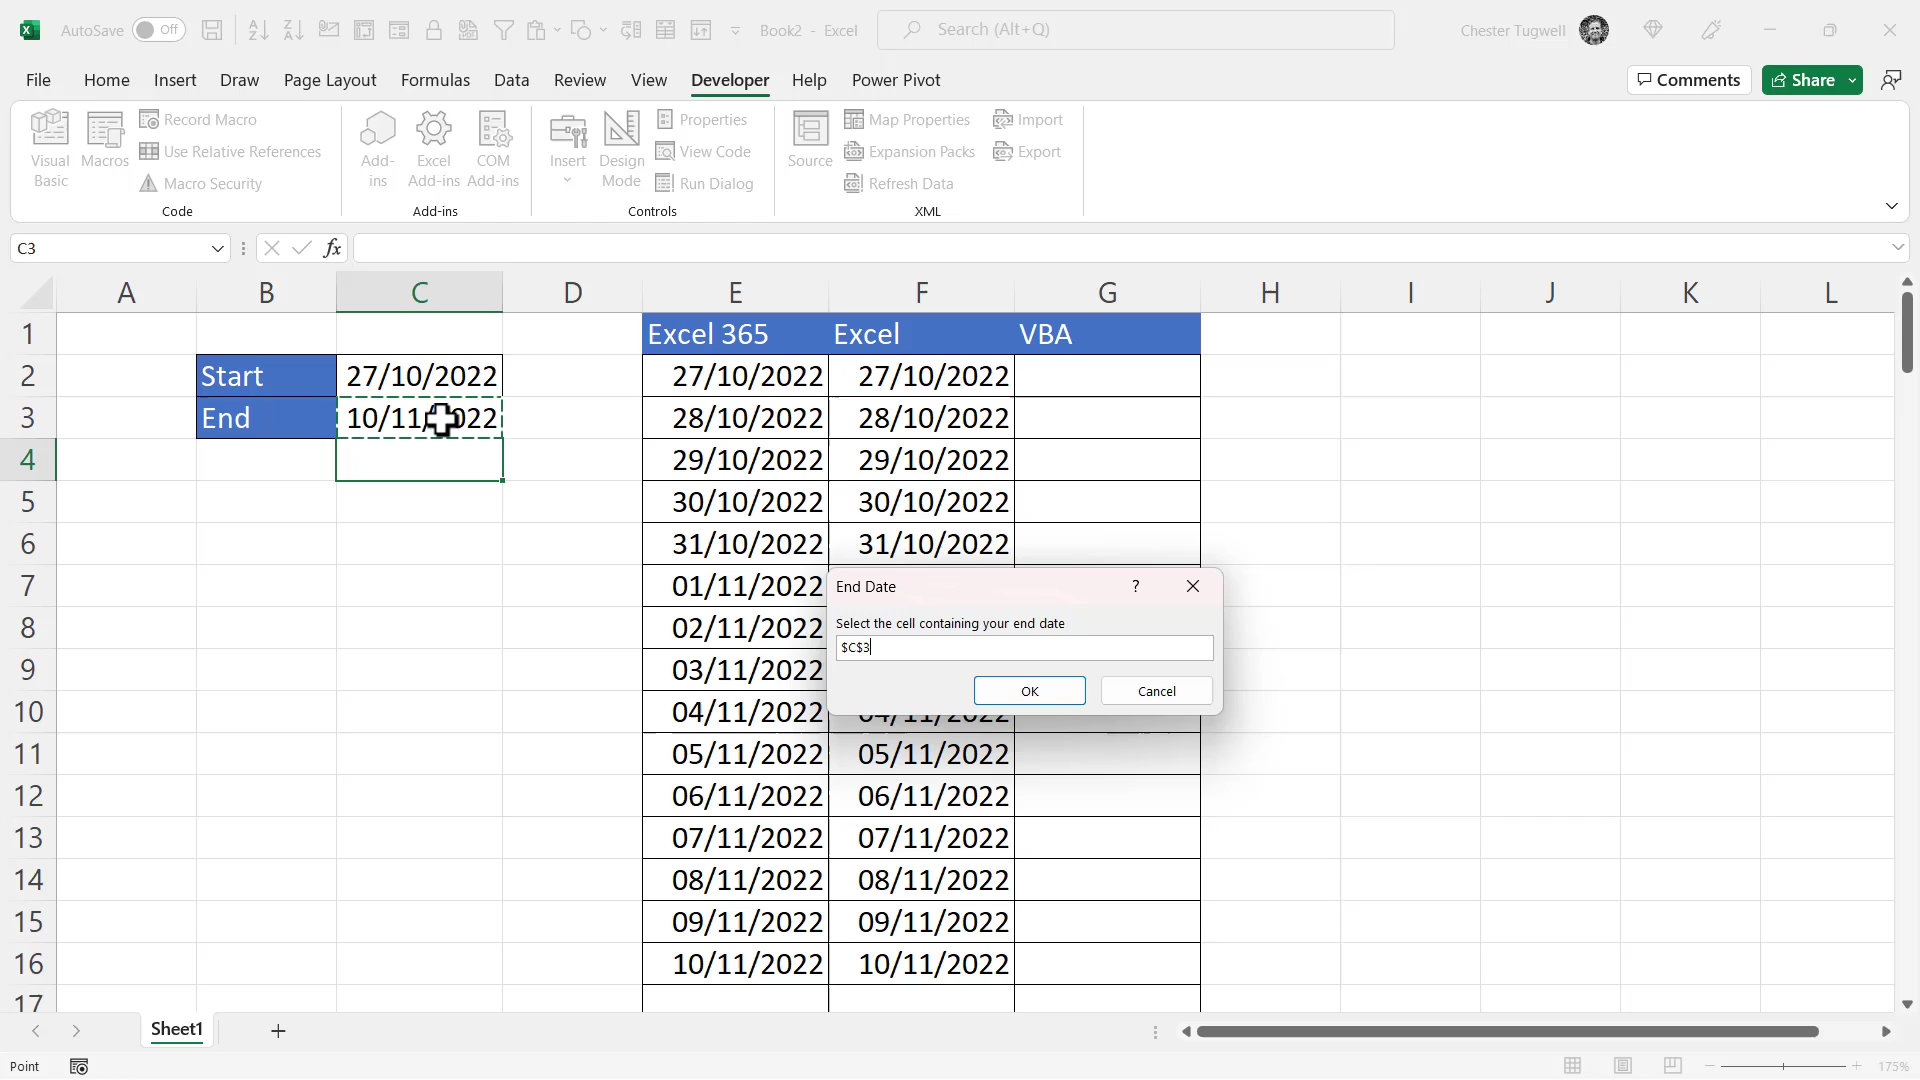 AutoSave Off Book2 - Excel Search (Alt+Q) Chester Tugwell
File Home Insert Draw Page Layout Formulas Data Review View Developer Help Power Pivot Comments Share
Visual Basic
Macros
Record Macro
Use Relative References
Macro Security
Code
Add-ins
Excel Add-ins
COM Add-ins
Add-ins
Insert
Design Mode
Properties
View Code
Run Dialog
Controls
Source
Map Properties
Expansion Packs
Refresh Data
Import
Export
XML
C3 fx
A B C D E F G H I J K L
1 Excel 365 Excel VBA
2 Start 27/10/2022 27/10/2022 27/10/2022
3 End 28/10/2022 28/10/2022
4 29/10/2022 29/10/2022
5 30/10/2022 30/10/2022
6 31/10/2022 31/10/2022
7 01/11/2022
8 02/11/2022
9 03/11/2022
10 04/11/2022
11 05/11/2022 05/11/2022
12 06/11/2022 06/11/2022
13 07/11/2022 07/11/2022
14 08/11/2022 08/11/2022
15 09/11/2022 09/11/2022
16 10/11/2022 10/11/2022
17
End Date ?
Select the cell containing your end date
$C$3
OK Cancel
Sheet1
Point 175%